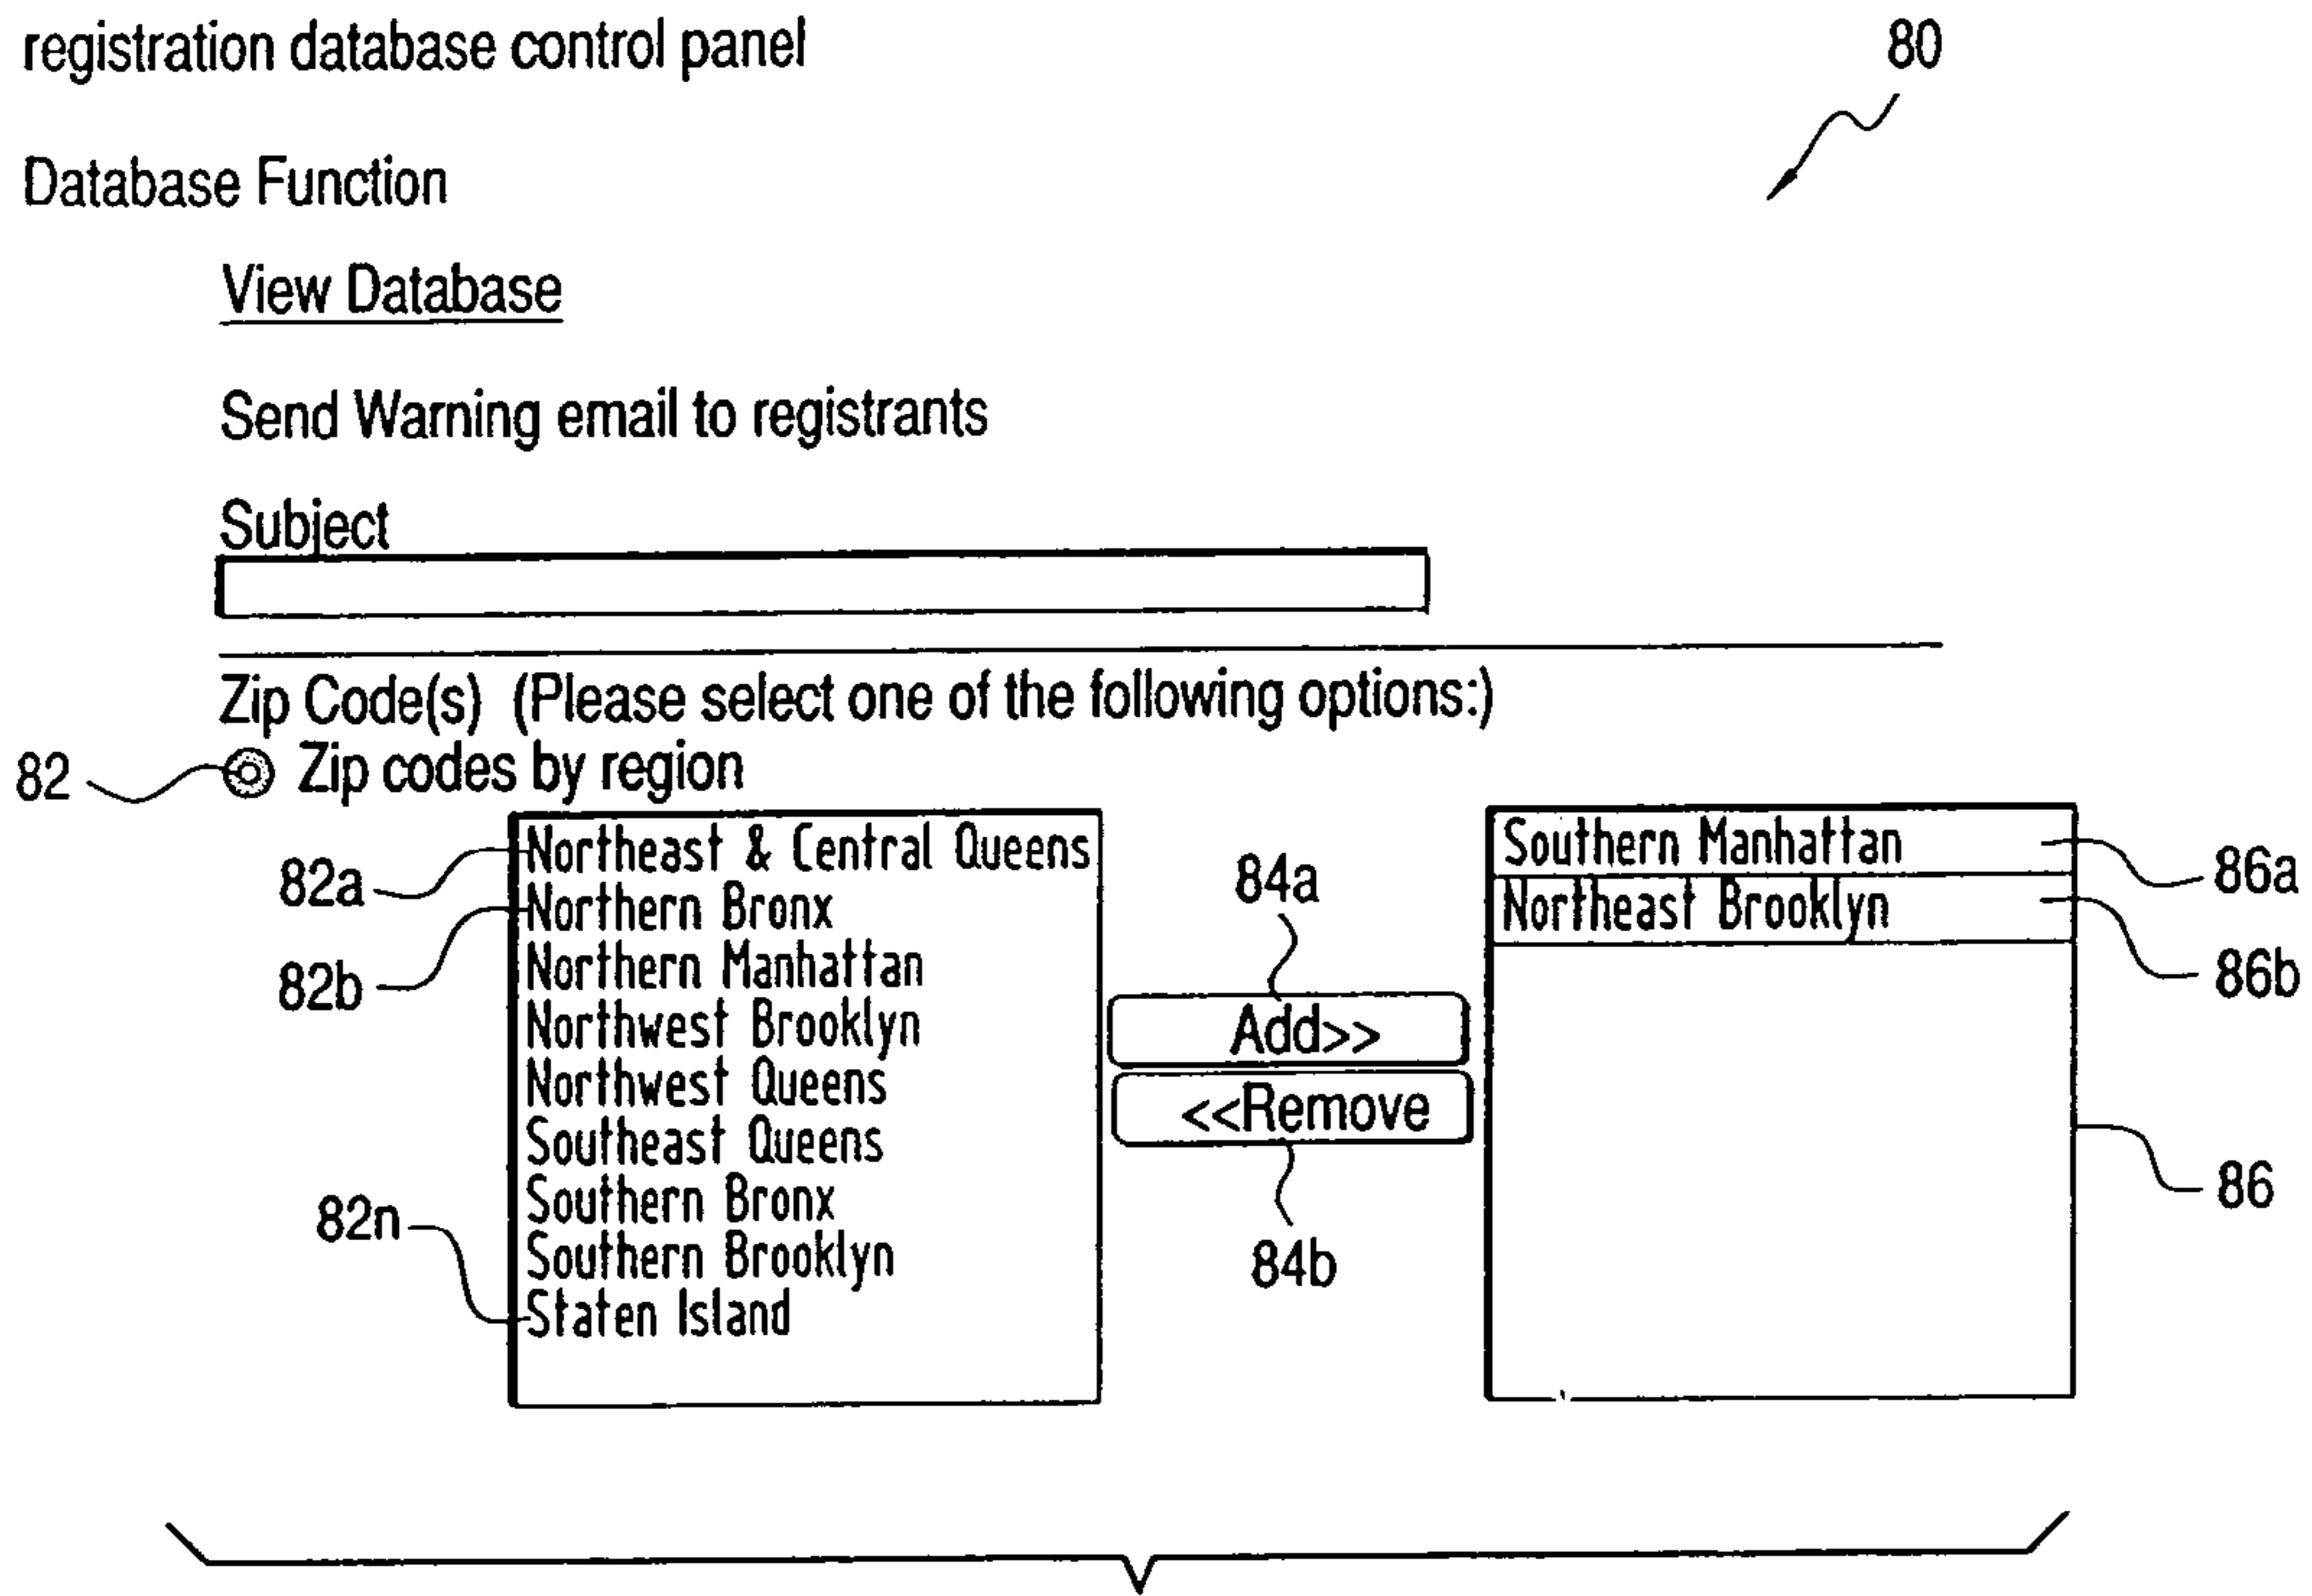 registration database control panel
80
Database Function
View Database
Send Warning email to registrants
Subject
Zip Code(s) (Please select one of the following options:)
82
Zip codes by region
82a
Northeast & Central Queens
82b
Northern Bronx
Northern Manhattan
Northwest Brooklyn
Northwest Queens
Southeast Queens
Southern Bronx
82n
Southern Brooklyn
Staten Island
84a
Add>>
<<Remove
84b
Southern Manhattan
86a
Northeast Brooklyn
86b
86